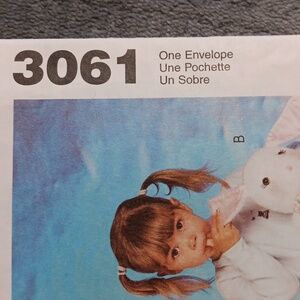 3061
One Envelope
Une Pochette
Un Sobre
B